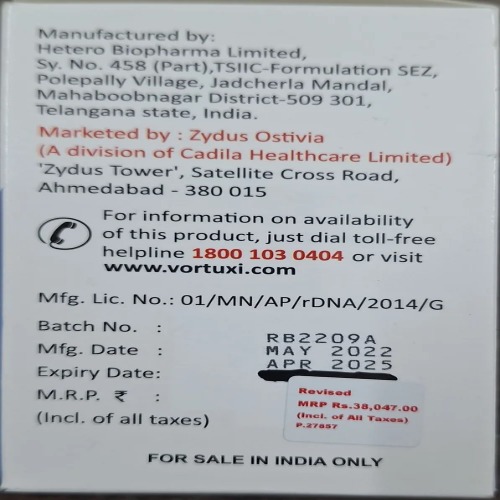 Manufactured by:
Hetero Biopharma Limited,
Sy. No. 458 (Part),TSIIC-Formulation SEZ,
Polepally Village, Jadcherla Mandal,
Mahaboobnagar District-509 301,
Telangana state, India.
Marketed by : Zydus Ostivia
(A division of Cadila Healthcare Limited)
'Zydus Tower', Satellite Cross Road,
Ahmedabad - 380 015
For information on availability
of this product, just dial toll-free
helpline 1800 103 0404 or visit
www.vortuxi.com
Mfg. Lic. No.: 01/MN/AP/rDNA/2014/G
Batch No. : RB2209A
Mfg. Date : MAY 2022
Expiry Date: APR 2025
M.R.P. ₹ :
(Incl. of all taxes)
Revised
MRP Rs.38,047.00
(Incl. of All Taxes)
P.27857
FOR SALE IN INDIA ONLY